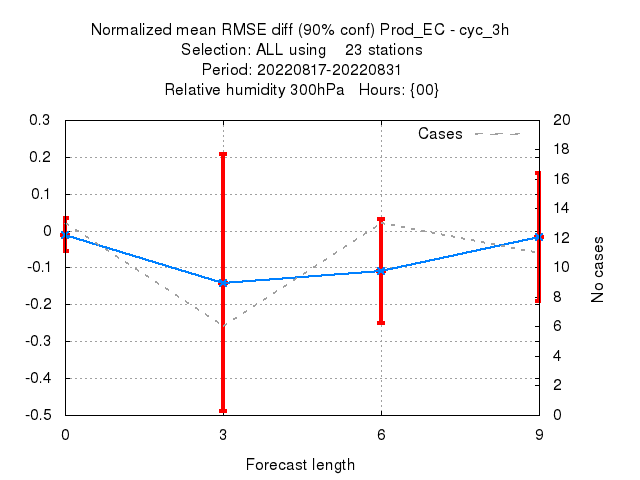 Normalized mean RMSE diff (90% conf) Prod_EC - cyc_3h
Selection: ALL using    23 stations
Period: 20220817-20220831
Relative humidity 300hPa   Hours: {00}
Cases
0.3
0.2
0.1
0
-0.1
-0.2
-0.3
-0.4
-0.5
20
18
16
14
12
10
8
6
4
2
0
No cases
0 3 6 9
Forecast length